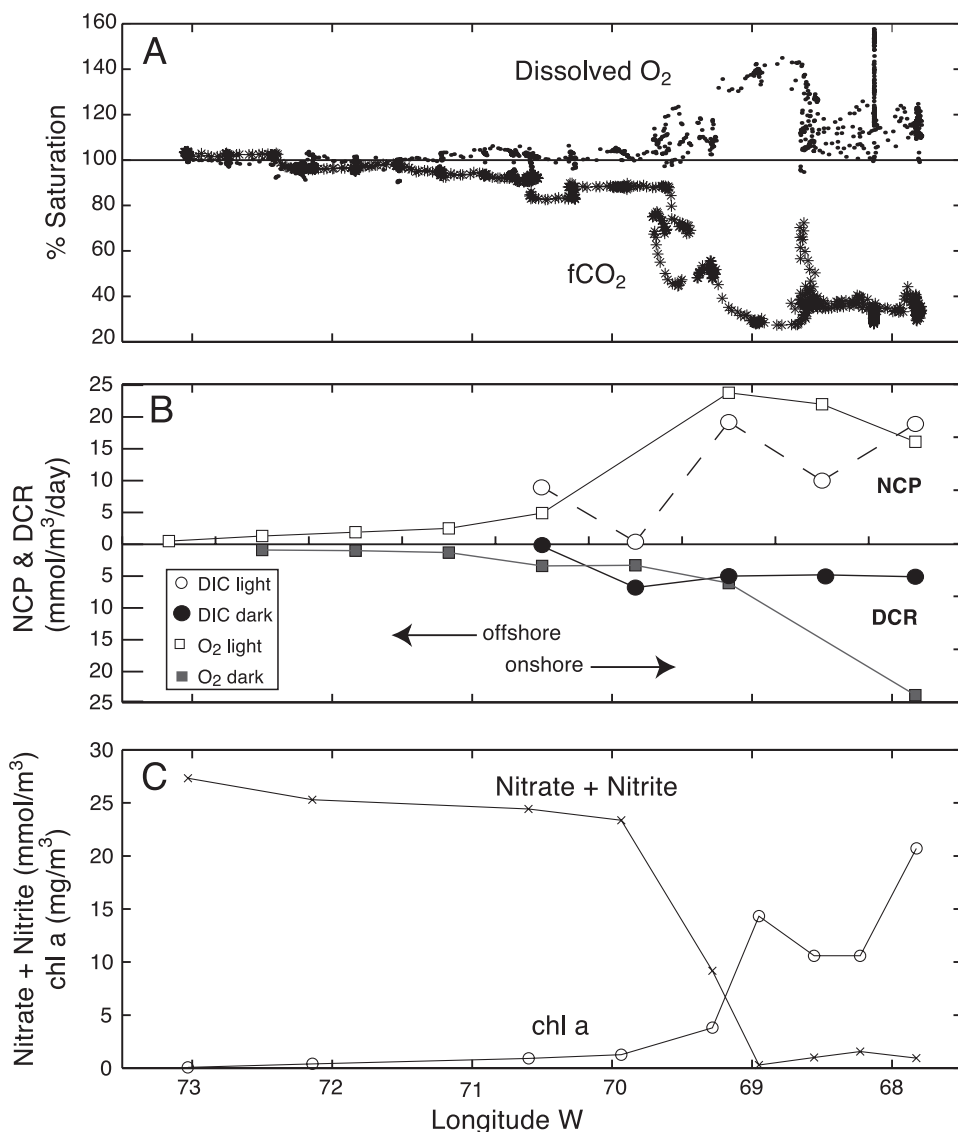 A
160
140
120
100
80
60
40
20
% Saturation
Dissolved O2
fCO2
B
25
20
15
10
5
0
5
10
15
20
25
NCP & DCR
(mmol/m3/day)
NCP
DCR
DIC light
DIC dark
O2 light
O2 dark
offshore
onshore
C
30
25
20
15
10
5
0
Nitrate + Nitrite (mmol/m3)
chl a (mg/m3)
Nitrate + Nitrite
chl a
73 72 71 70 69 68
Longitude W